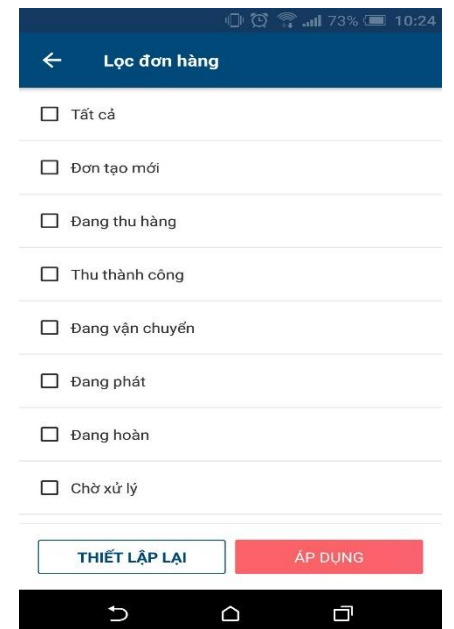 73% 10:24
Lọc đơn hàng
Tất cả
Đơn tạo mới
Đang thu hàng
Thu thành công
Đang vận chuyển
Đang phát
Đang hoàn
Chờ xử lý
THIẾT LẬP LẠI ÁP DỤNG